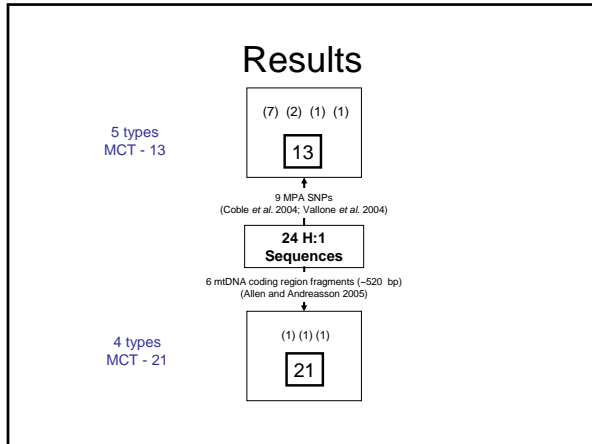 Results
(7) (2) (1) (1)
13
5 types
MCT - 13
9 MPA SNPs
(Coble et al. 2004; Vallone et al. 2004)
24 H:1
Sequences
6 mtDNA coding region fragments (~520 bp)
(Allen and Andreasson 2005)
4 types
MCT - 21
(1) (1) (1)
21